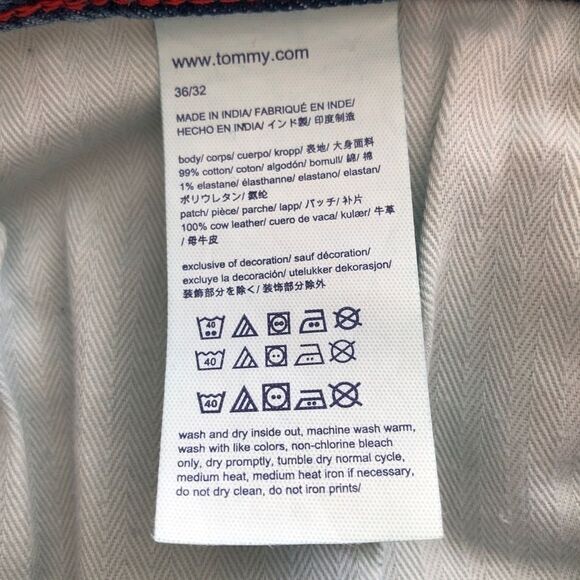 www.tommy.com
36/32
MADE IN INDIA/ FABRIQUÉ EN INDE/
HECHO EN INDIA/ インド製/ 印度制造
body/ corps/ cuerpo/ kropp/ 表地/ 大身面料
99% cotton/ coton/ algodón/ bomull/ 綿/ 棉
1% elastane/ élasthanne/ elastano/ elastan/
ポリウレタン/ 氨纶
patch/ pièce/ parche/ lapp/ パッチ/ 补片
100% cow leather/ cuero de vaca/ kulær/ 牛革
/ 母牛皮
exclusive of decoration/ sauf décoration/
excluye la decoración/ utelukker dekorasjon/
装飾部分を除く/ 装饰部分除外
40
40
40
wash and dry inside out, machine wash warm,
wash with like colors, non-chlorine bleach
only, dry promptly, tumble dry normal cycle,
medium heat, medium heat iron if necessary,
do not dry clean, do not iron prints/